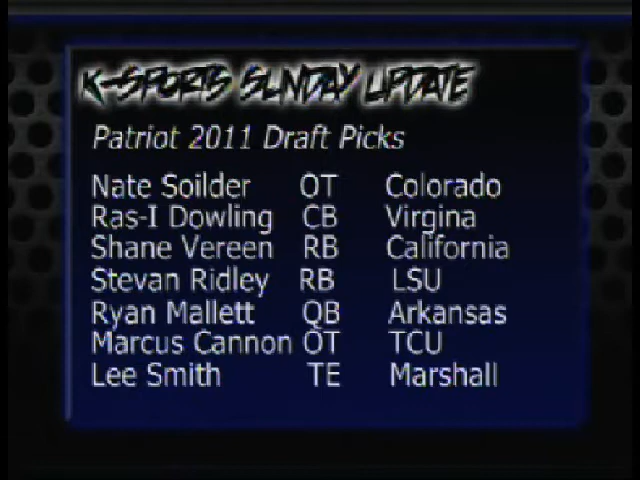 K-SPORTS SUNDAY UPDATE
Patriot 2011 Draft Picks
Nate Soilder OT Colorado
Ras-I Dowling CB Virgina
Shane Vereen RB California
Stevan Ridley RB LSU
Ryan Mallett QB Arkansas
Marcus Cannon OT TCU
Lee Smith TE Marshall